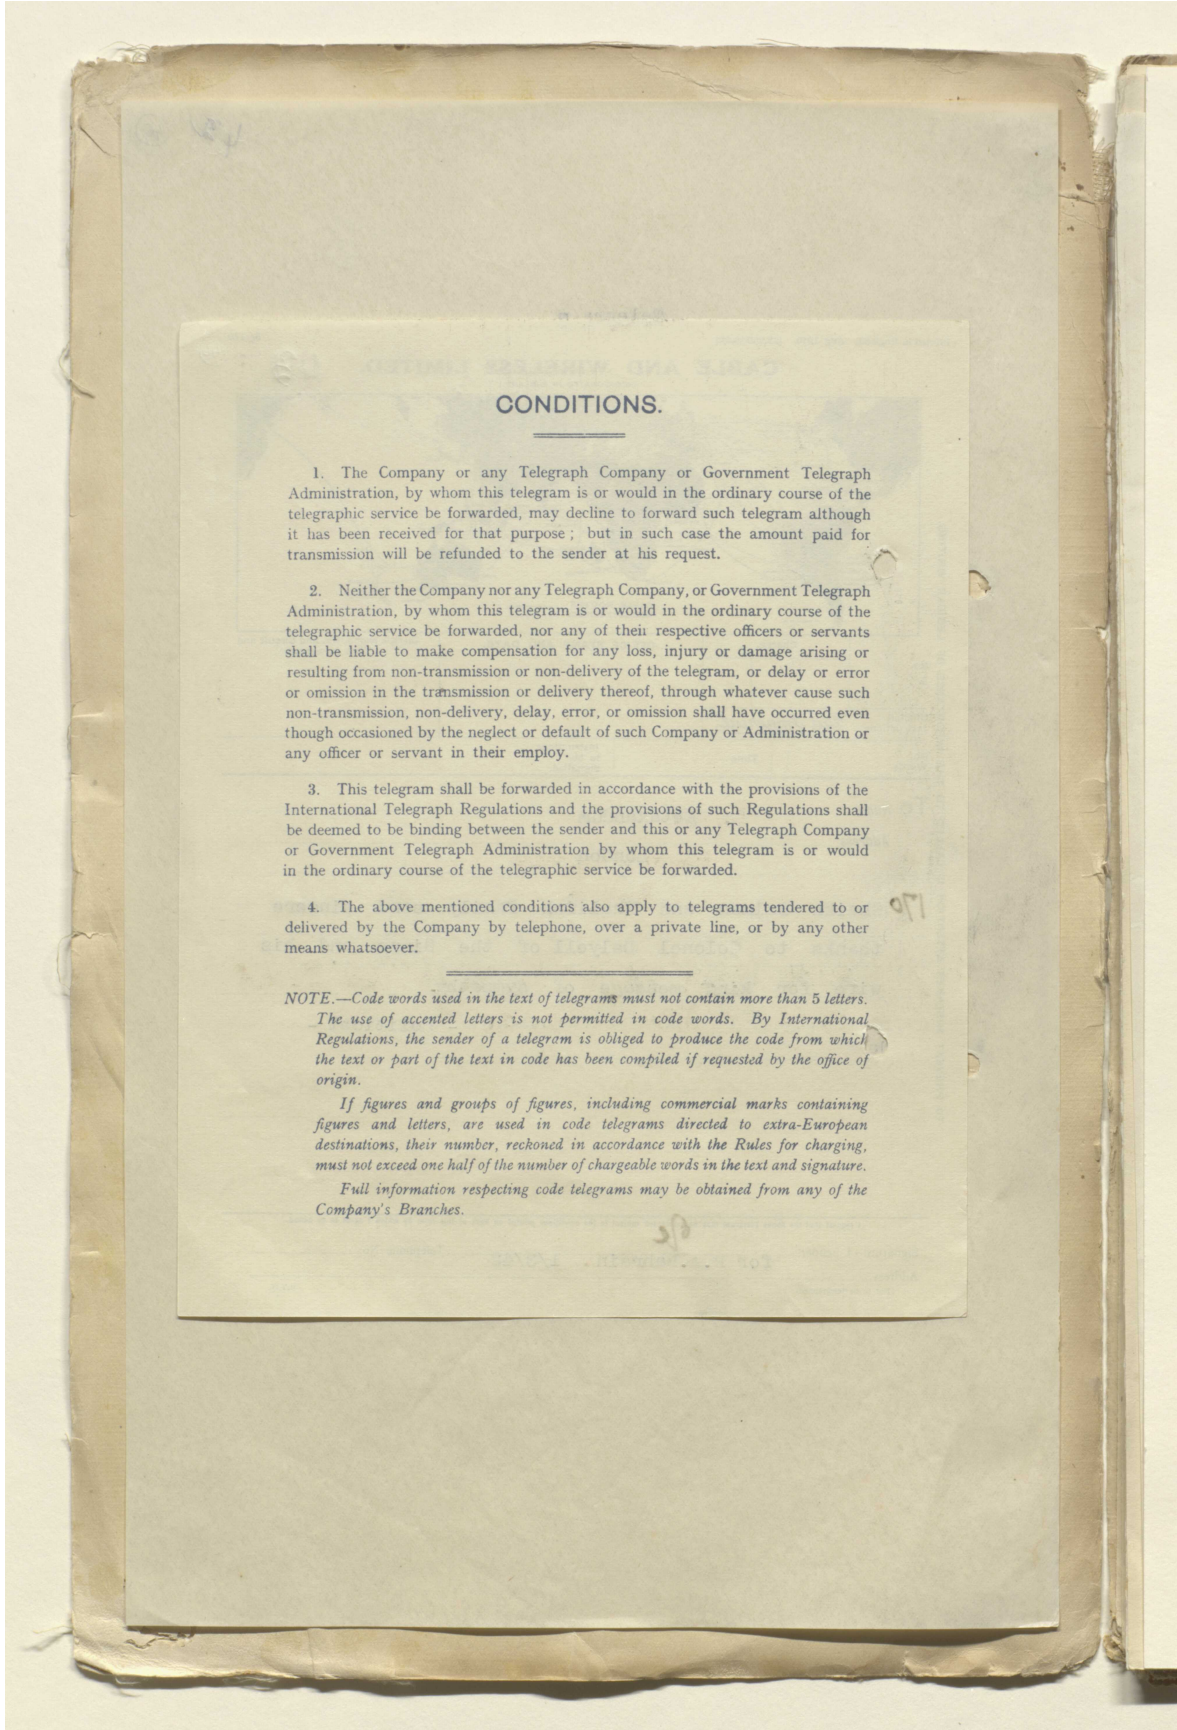 CONDITIONS.
1. The Company or any Telegraph Company or Government Telegraph
Administration, by whom this telegram is or would in the ordinary course of the
telegraphic service be forwarded, may decline to forward such telegram although
it has been received for that purpose ; but in such case the amount paid for
transmission will be refunded to the sender at his request.
2. Neither the Company nor any Telegraph Company, or Government Telegraph
Administration, by whom this telegram is or would in the ordinary course of the
telegraphic service be forwarded, nor any of their respective officers or servants
shall be liable to make compensation for any loss, injury or damage arising or
resulting from non-transmission or non-delivery of the telegram, or delay or error
or omission in the transmission or delivery thereof, through whatever cause such
non-transmission, non-delivery, delay, error, or omission shall have occurred even
though occasioned by the neglect or default of such Company or Administration or
any officer or servant in their employ.
3. This telegram shall be forwarded in accordance with the provisions of the
International Telegraph Regulations and the provisions of such Regulations shall
be deemed to be binding between the sender and this or any Telegraph Company
or Government Telegraph Administration by whom this telegram is or would
in the ordinary course of the telegraphic service be forwarded.
4. The above mentioned conditions also apply to telegrams tendered to or
delivered by the Company by telephone, over a private line, or by any other
means whatsoever.
NOTE.—Code words used in the text of telegrams must not contain more than 5 letters.
The use of accented letters is not permitted in code words. By International
Regulations, the sender of a telegram is obliged to produce the code from which
the text or part of the text in code has been compiled if requested by the office of
origin.
If figures and groups of figures, including commercial marks containing
figures and letters, are used in code telegrams directed to extra-European
destinations, their number, reckoned in accordance with the Rules for charging,
must not exceed one half of the number of chargeable words in the text and signature.
Full information respecting code telegrams may be obtained from any of the
Company's Branches.